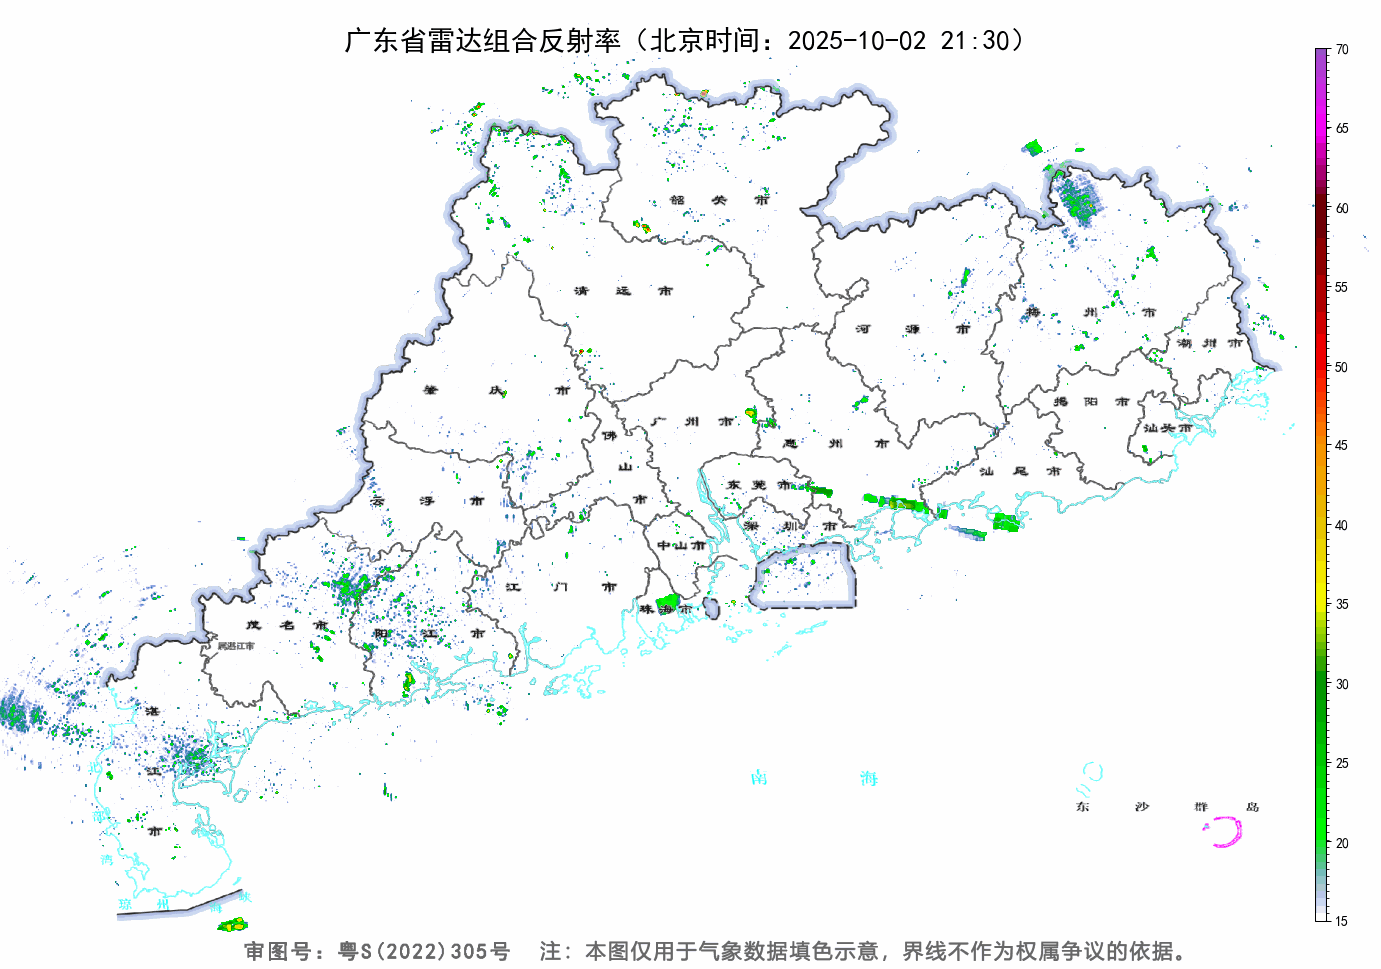 广东省雷达组合反射率（北京时间：2025-10-02 21:30）
70
65
60
55
50
45
40
35
30
25
20
15
韶关市
清远市
河源市
梅州市
潮州市
肇庆市
广州市
揭阳市
汕头市
佛山市
惠州市
汕尾市
东莞市
云浮市
深圳市
中山市
江门市
珠海市
茂名市
阳江市
属湛江市
湛江市
南海
东沙群岛
北部湾
琼州海峡
审图号：粤S(2022)305号 注：本图仅用于气象数据填色示意，界线不作为权属争议的依据。